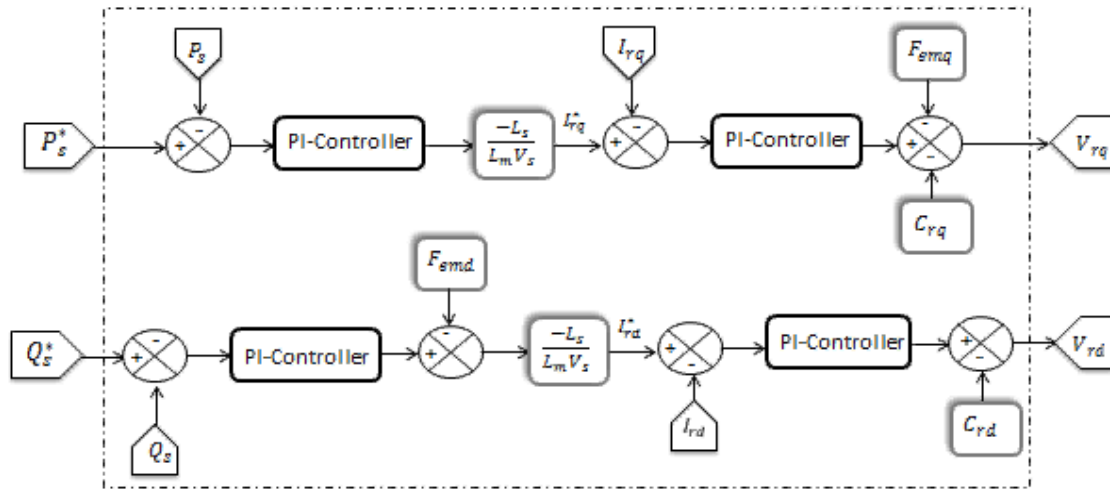 P_s
I_rq
F_emq
P_s^*
+ -
PI-Controller
-L_s
L_m V_s
I_rq^*
+ -
PI-Controller
+ - -
V_rq
C_rq
F_emd
Q_s^*
+ -
PI-Controller
+ -
-L_s
L_m V_s
I_rd^*
+ -
PI-Controller
+ -
V_rd
Q_s
I_rd
C_rd